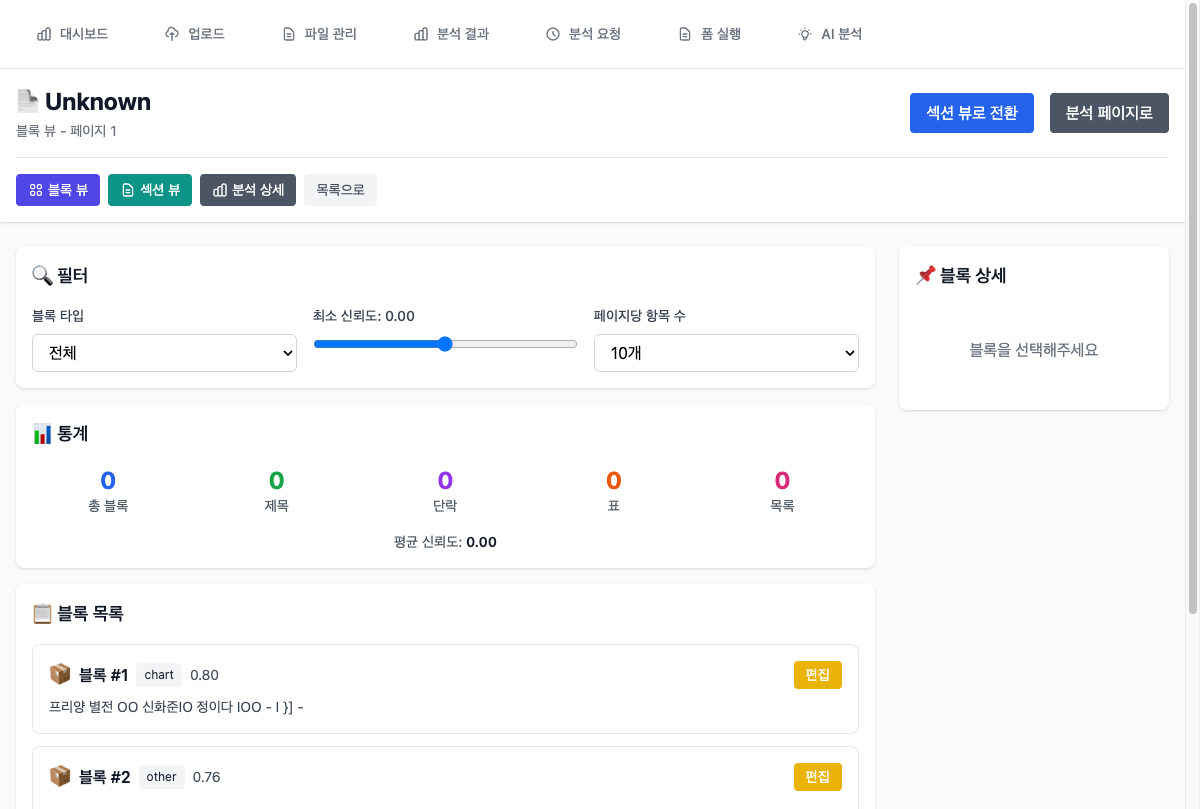 대시보드 업로드 파일 관리 분석 결과 분석 요청 폼 실행 AI 분석
Unknown
블록 뷰 - 페이지 1
섹션 뷰로 전환 분석 페이지로
블록 뷰 섹션 뷰 분석 상세 목록으로
필터
블록 타입 최소 신뢰도: 0.00 페이지당 항목 수
전체 10개
통계
0 0 0 0 0
총 블록 제목 단락 표 목록
평균 신뢰도: 0.00
블록 목록
블록 #1 chart 0.80 편집
프리양 별전 OO 신화준IO 정이다 IOO - I }] -
블록 #2 other 0.76 편집
블록 상세
블록을 선택해주세요